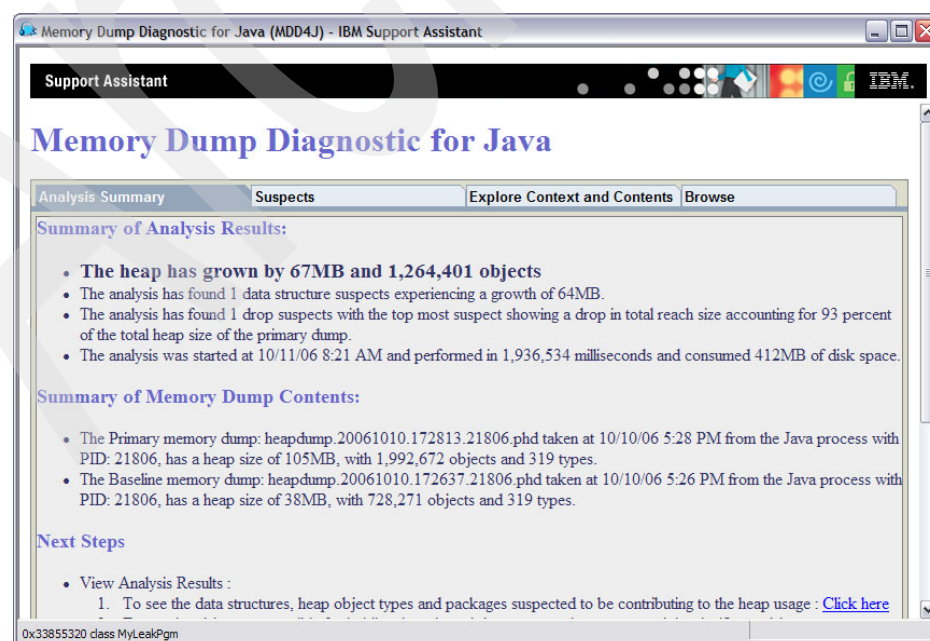 Memory Dump Diagnostic for Java (MDD4J) - IBM Support Assistant
Support Assistant
IBM.
Memory Dump Diagnostic for Java
Analysis Summary Suspects Explore Context and Contents Browse
Summary of Analysis Results:
• The heap has grown by 67MB and 1,264,401 objects
• The analysis has found 1 data structure suspects experiencing a growth of 64MB.
• The analysis has found 1 drop suspects with the top most suspect showing a drop in total reach size accounting for 93 percent
of the total heap size of the primary dump.
• The analysis was started at 10/11/06 8:21 AM and performed in 1,936,534 milliseconds and consumed 412MB of disk space.
Summary of Memory Dump Contents:
• The Primary memory dump: heapdump.20061010.172813.21806.phd taken at 10/10/06 5:28 PM from the Java process with
PID: 21806, has a heap size of 105MB, with 1,992,672 objects and 319 types.
• The Baseline memory dump: heapdump.20061010.172637.21806.phd taken at 10/10/06 5:26 PM from the Java process with
PID: 21806, has a heap size of 38MB, with 728,271 objects and 319 types.
Next Steps
• View Analysis Results :
1. To see the data structures, heap object types and packages suspected to be contributing to the heap usage : Click here
0x33855320 class MyLeakPgm